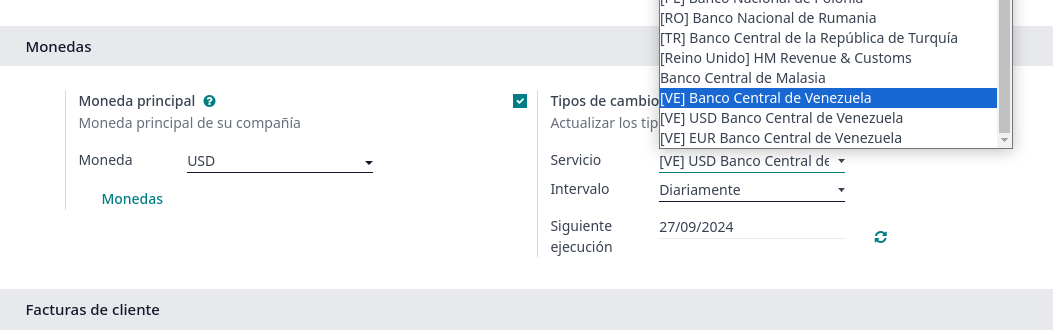 [PE] Banco Nacional de Polonia
[RO] Banco Nacional de Rumania
[TR] Banco Central de la República de Turquía
[Reino Unido] HM Revenue & Customs
Banco Central de Malasia
[VE] Banco Central de Venezuela
[VE] USD Banco Central de Venezuela
[VE] EUR Banco Central de Venezuela
Monedas
Moneda principal ?
Moneda principal de su compañía
Moneda USD
Monedas
Tipos de cambio
Actualizar los tip
Servicio [VE] USD Banco Central de
Intervalo Diariamente
Siguiente ejecución 27/09/2024
Facturas de cliente